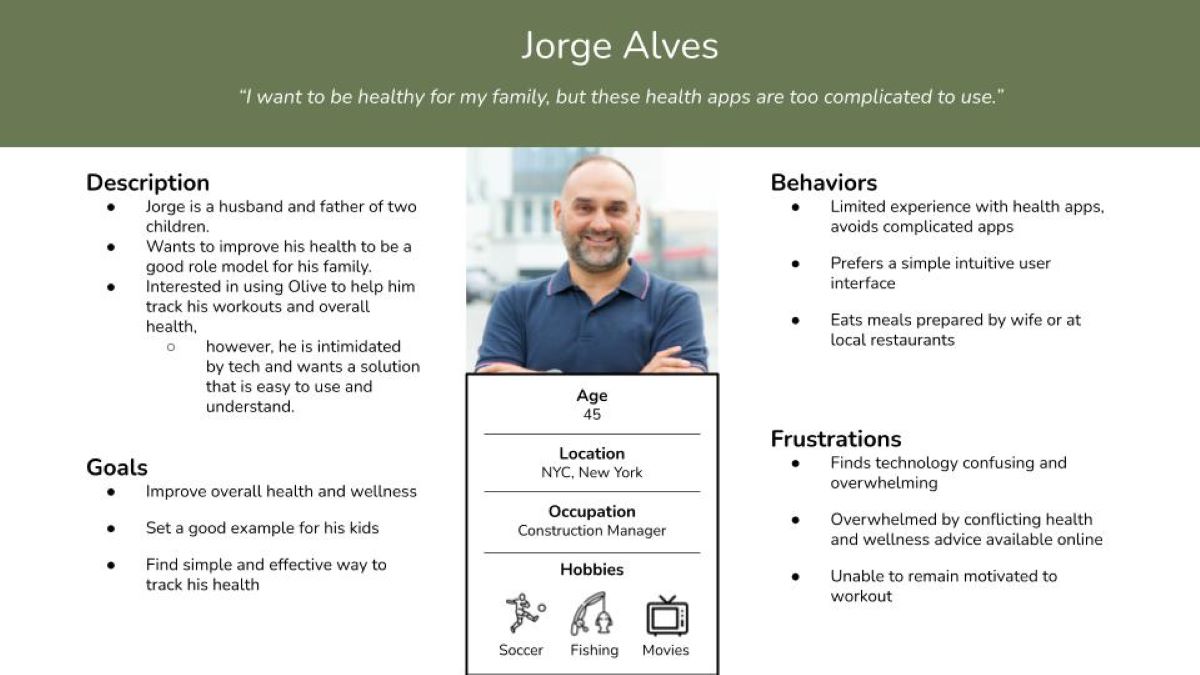 Jorge Alves
“I want to be healthy for my family, but these health apps are too complicated to use.”
Description
● Jorge is a husband and father of two
children.
● Wants to improve his health to be a
good role model for his family.
● Interested in using Olive to help him
track his workouts and overall
health,
○ however, he is intimidated
by tech and wants a solution
that is easy to use and
understand.
Goals
● Improve overall health and wellness
● Set a good example for his kids
● Find simple and effective way to
track his health
Age
45
Location
NYC, New York
Occupation
Construction Manager
Hobbies
Soccer Fishing Movies
Behaviors
● Limited experience with health apps,
avoids complicated apps
● Prefers a simple intuitive user
interface
● Eats meals prepared by wife or at
local restaurants
Frustrations
● Finds technology confusing and
overwhelming
● Overwhelmed by conflicting health
and wellness advice available online
● Unable to remain motivated to
workout